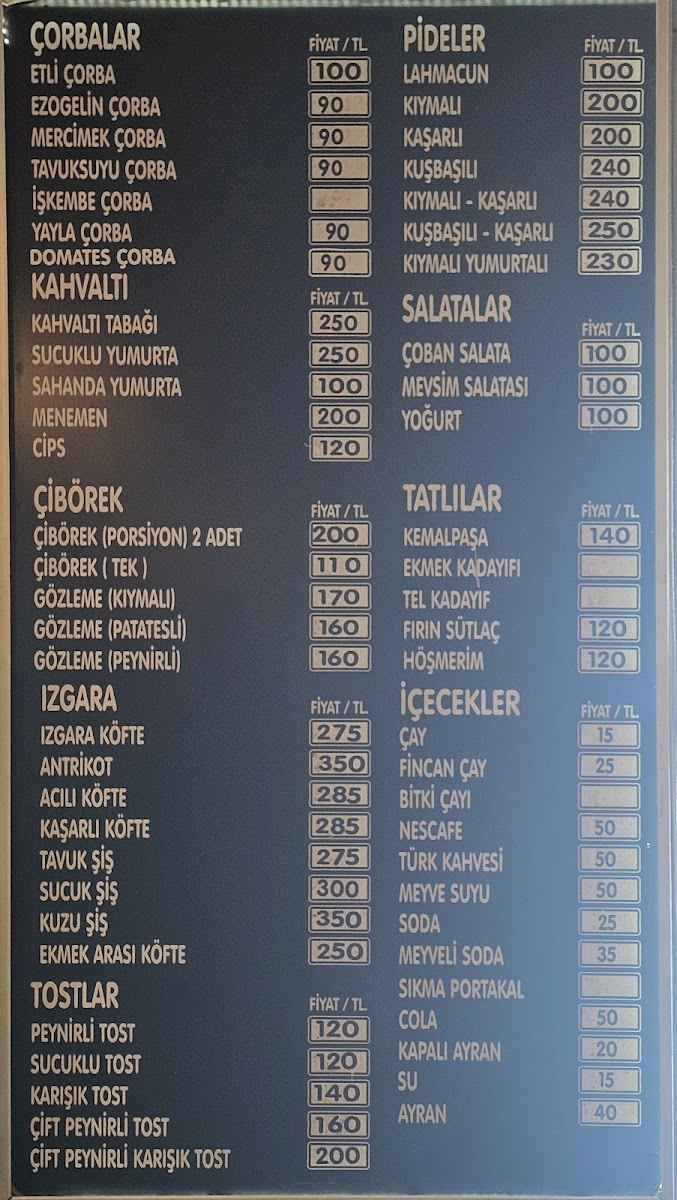 ÇORBALAR FİYAT / TL
ETLİ ÇORBA 100
EZOGELİN ÇORBA 90
MERCİMEK ÇORBA 90
TAVUKSUYU ÇORBA 90
İŞKEMBE ÇORBA
YAYLA ÇORBA 90
DOMATES ÇORBA 90
KAHVALTI FİYAT / TL
KAHVALTI TABAĞI 250
SUCUKLU YUMURTA 250
SAHANDA YUMURTA 100
MENEMEN 200
CİPS 120
ÇİBÖREK FİYAT / TL
ÇİBÖREK (PORSİYON) 2 ADET 200
ÇİBÖREK ( TEK ) 110
GÖZLEME (KIYMALI) 170
GÖZLEME (PATATESLİ) 160
GÖZLEME (PEYNİRLİ) 160
IZGARA FİYAT / TL
IZGARA KÖFTE 275
ANTRİKOT 350
ACILI KÖFTE 285
KAŞARLI KÖFTE 285
TAVUK ŞİŞ 275
SUCUK ŞİŞ 300
KUZU ŞİŞ 350
EKMEK ARASI KÖFTE 250
TOSTLAR FİYAT / TL
PEYNİRLİ TOST 120
SUCUKLU TOST 120
KARIŞIK TOST 140
ÇİFT PEYNİRLİ TOST 160
ÇİFT PEYNİRLİ KARIŞIK TOST 200
PİDELER FİYAT / TL
LAHMACUN 100
KIYMALI 200
KAŞARLI 200
KUŞBAŞILI 240
KIYMALI - KAŞARLI 240
KUŞBAŞILI - KAŞARLI 250
KIYMALI YUMURTALI 230
SALATALAR FİYAT / TL
ÇOBAN SALATA 100
MEVSİM SALATASI 100
YOĞURT 100
TATLILAR FİYAT / TL
KEMALPAŞA 140
EKMEK KADAYIFI
TEL KADAYIF
FIRIN SÜTLAÇ 120
HÖŞMERİM 120
İÇECEKLER FİYAT / TL
ÇAY 15
FİNCAN ÇAY 25
BİTKİ ÇAYI
NESCAFE 50
TÜRK KAHVESİ 50
MEYVE SUYU 50
SODA 25
MEYVELİ SODA 35
SIKMA PORTAKAL
COLA 50
KAPALI AYRAN 20
SU 15
AYRAN 40